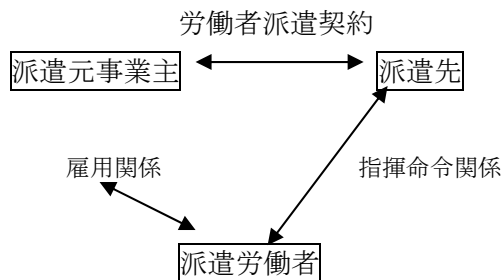 労働者派遣契約
派遣元事業主
派遣先
雇用関係
指揮命令関係
派遣労働者